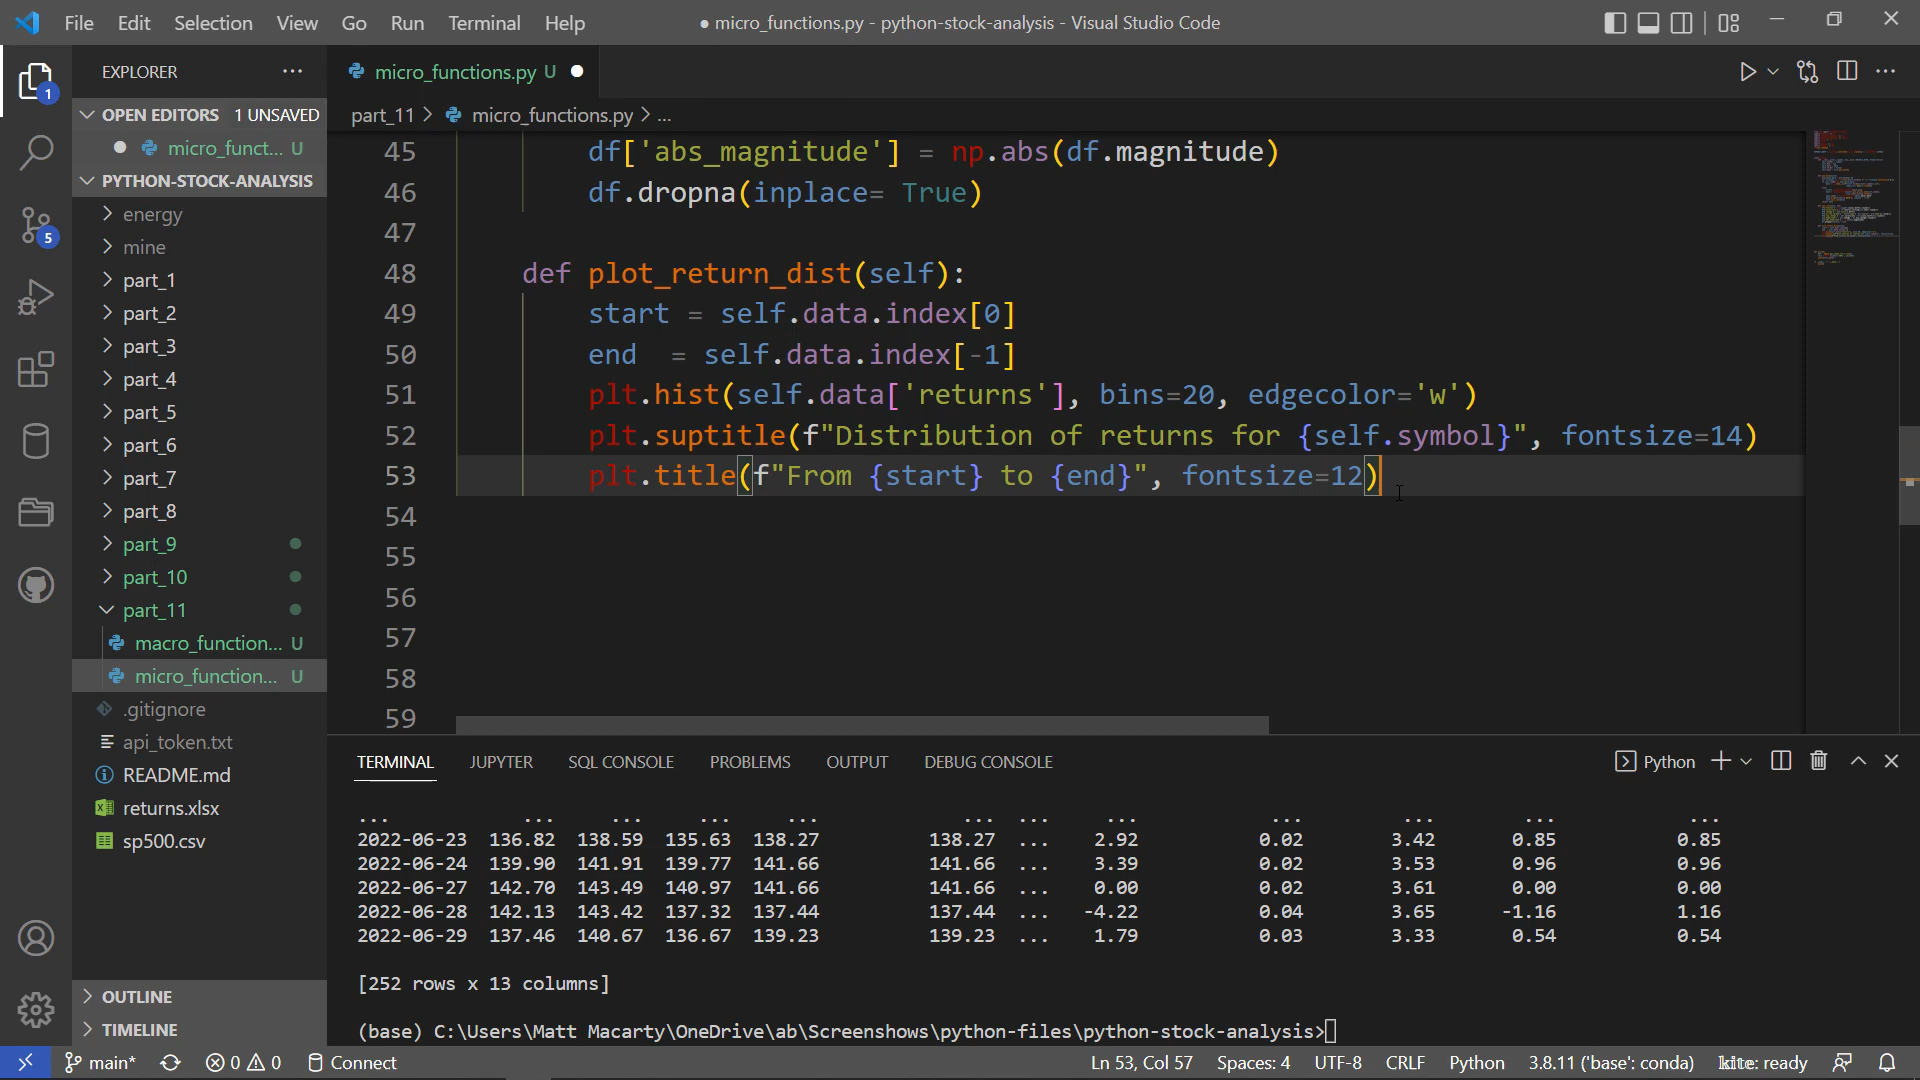 File Edit Selection View Go Run Terminal Help
● micro_functions.py - python-stock-analysis - Visual Studio Code
EXPLORER
OPEN EDITORS 1 UNSAVED
micro_funct... U
PYTHON-STOCK-ANALYSIS
energy
mine
part_1
part_2
part_3
part_4
part_5
part_6
part_7
part_8
part_9
part_10
part_11
macro_function... U
micro_function... U
.gitignore
api_token.txt
README.md
returns.xlsx
sp500.csv
OUTLINE
TIMELINE
1
5
micro_functions.py U
part_11 > micro_functions.py > ...
45 df['abs_magnitude'] = np.abs(df.magnitude)
46 df.dropna(inplace= True)
47
48 def plot_return_dist(self):
49 start = self.data.index[0]
50 end  = self.data.index[-1]
51 plt.hist(self.data['returns'], bins=20, edgecolor='w')
52 plt.suptitle(f"Distribution of returns for {self.symbol}", fontsize=14)
53 plt.title(f"From {start} to {end}", fontsize=12)
54
55
56
57
58
59
TERMINAL JUPYTER SQL CONSOLE PROBLEMS OUTPUT DEBUG CONSOLE
Python
... ... ... ... ... ... ... ... ... ... ... ...
2022-06-23 136.82 138.59 135.63 138.27 138.27 ... 2.92 0.02 3.42 0.85 0.85
2022-06-24 139.90 141.91 139.77 141.66 141.66 ... 3.39 0.02 3.53 0.96 0.96
2022-06-27 142.70 143.49 140.97 141.66 141.66 ... 0.00 0.02 3.61 0.00 0.00
2022-06-28 142.13 143.42 137.32 137.44 137.44 ... -4.22 0.04 3.65 -1.16 1.16
2022-06-29 137.46 140.67 136.67 139.23 139.23 ... 1.79 0.03 3.33 0.54 0.54
[252 rows x 13 columns]
(base) C:\Users\Matt Macarty\OneDrive\ab\Screenshows\python-files\python-stock-analysis>
main* 0 0 Connect
Ln 53, Col 57 Spaces: 4 UTF-8 CRLF Python 3.8.11 ('base': conda) kite: ready